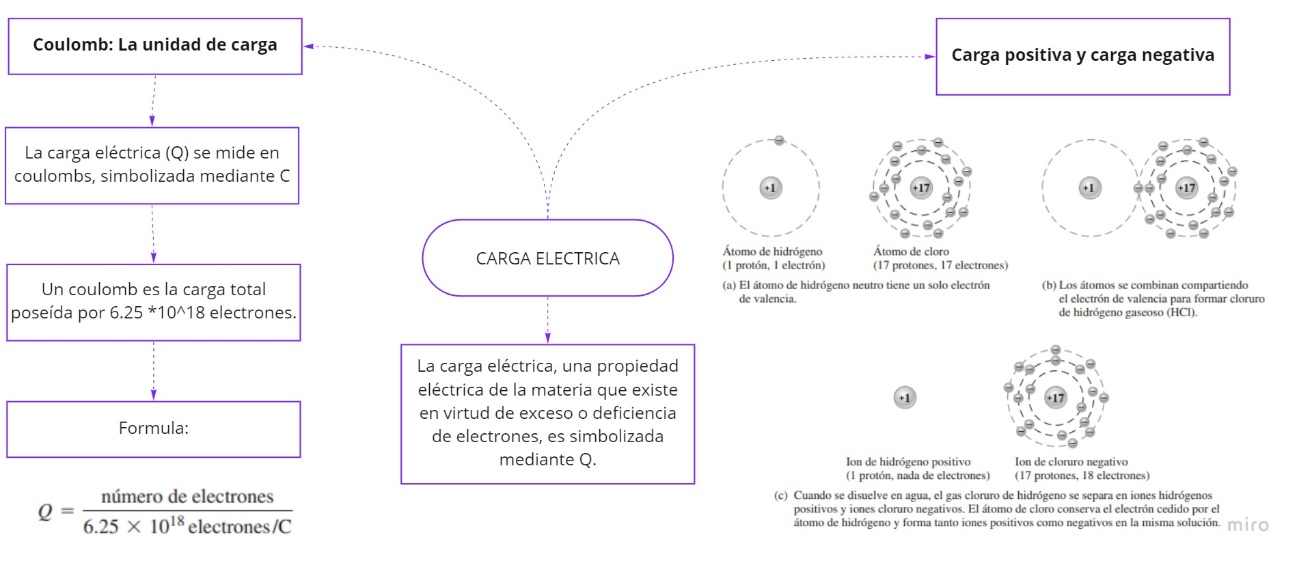 Coulomb: La unidad de carga
La carga eléctrica (Q) se mide en
coulombs, simbolizada mediante C
Un coulomb es la carga total
poseída por 6.25 *10^18 electrones.
Formula:
Q = número de electrones / 6.25 × 10^18 electrones/C
CARGA ELECTRICA
La carga eléctrica, una propiedad
eléctrica de la materia que existe
en virtud de exceso o deficiencia
de electrones, es simbolizada
mediante Q.
Carga positiva y carga negativa
+1
+17
Átomo de hidrógeno
(1 protón, 1 electrón)
Átomo de cloro
(17 protones, 17 electrones)
(a) El átomo de hidrógeno neutro tiene un solo electrón
de valencia.
+1
+17
(b) Los átomos se combinan compartiendo
el electrón de valencia para formar cloruro
de hidrógeno gaseoso (HCl).
+1
+17
Ion de hidrógeno positivo
(1 protón, nada de electrones)
Ion de cloruro negativo
(17 protones, 18 electrones)
(c) Cuando se disuelve en agua, el gas cloruro de hidrógeno se separa en iones hidrógenos
positivos y iones cloruro negativos. El átomo de cloro conserva el electrón cedido por el
átomo de hidrógeno y forma tanto iones positivos como negativos en la misma solución.
miro